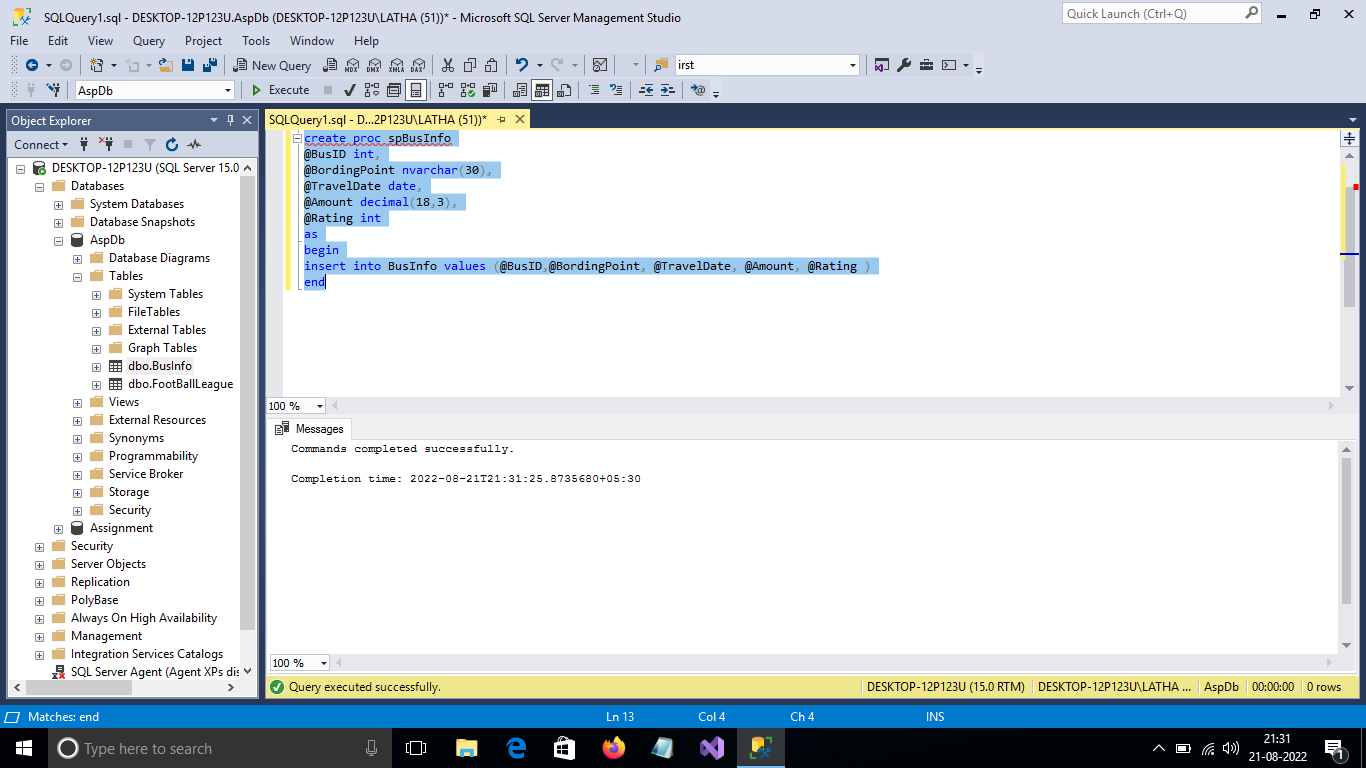 SQLQuery1.sql - DESKTOP-12P123U.AspDb (DESKTOP-12P123U\LATHA (51))* - Microsoft SQL Server Management Studio
Quick Launch (Ctrl+Q)
File Edit View Query Project Tools Window Help
New Query MDX DMX XMLA DAX irst
AspDb Execute
Object Explorer
SQLQuery1.sql - D...2P123U\LATHA (51))*
Connect
DESKTOP-12P123U (SQL Server 15.0
Databases
System Databases
Database Snapshots
AspDb
Database Diagrams
Tables
System Tables
FileTables
External Tables
Graph Tables
dbo.BusInfo
dbo.FootBallLeague
Views
External Resources
Synonyms
Programmability
Service Broker
Storage
Security
Assignment
Security
Server Objects
Replication
PolyBase
Always On High Availability
Management
Integration Services Catalogs
SQL Server Agent (Agent XPs dis
create proc spBusInfo
@BusID int,
@BordingPoint nvarchar(30),
@TravelDate date,
@Amount decimal(18,3),
@Rating int
as
begin
insert into BusInfo values (@BusID,@BordingPoint, @TravelDate, @Amount, @Rating )
end
100 %
Messages
Commands completed successfully.
Completion time: 2022-08-21T21:31:25.8735680+05:30
100 %
Query executed successfully. DESKTOP-12P123U (15.0 RTM) DESKTOP-12P123U\LATHA ... AspDb 00:00:00 0 rows
Matches: end Ln 13 Col 4 Ch 4 INS
Type here to search
21:31
21-08-2022
1